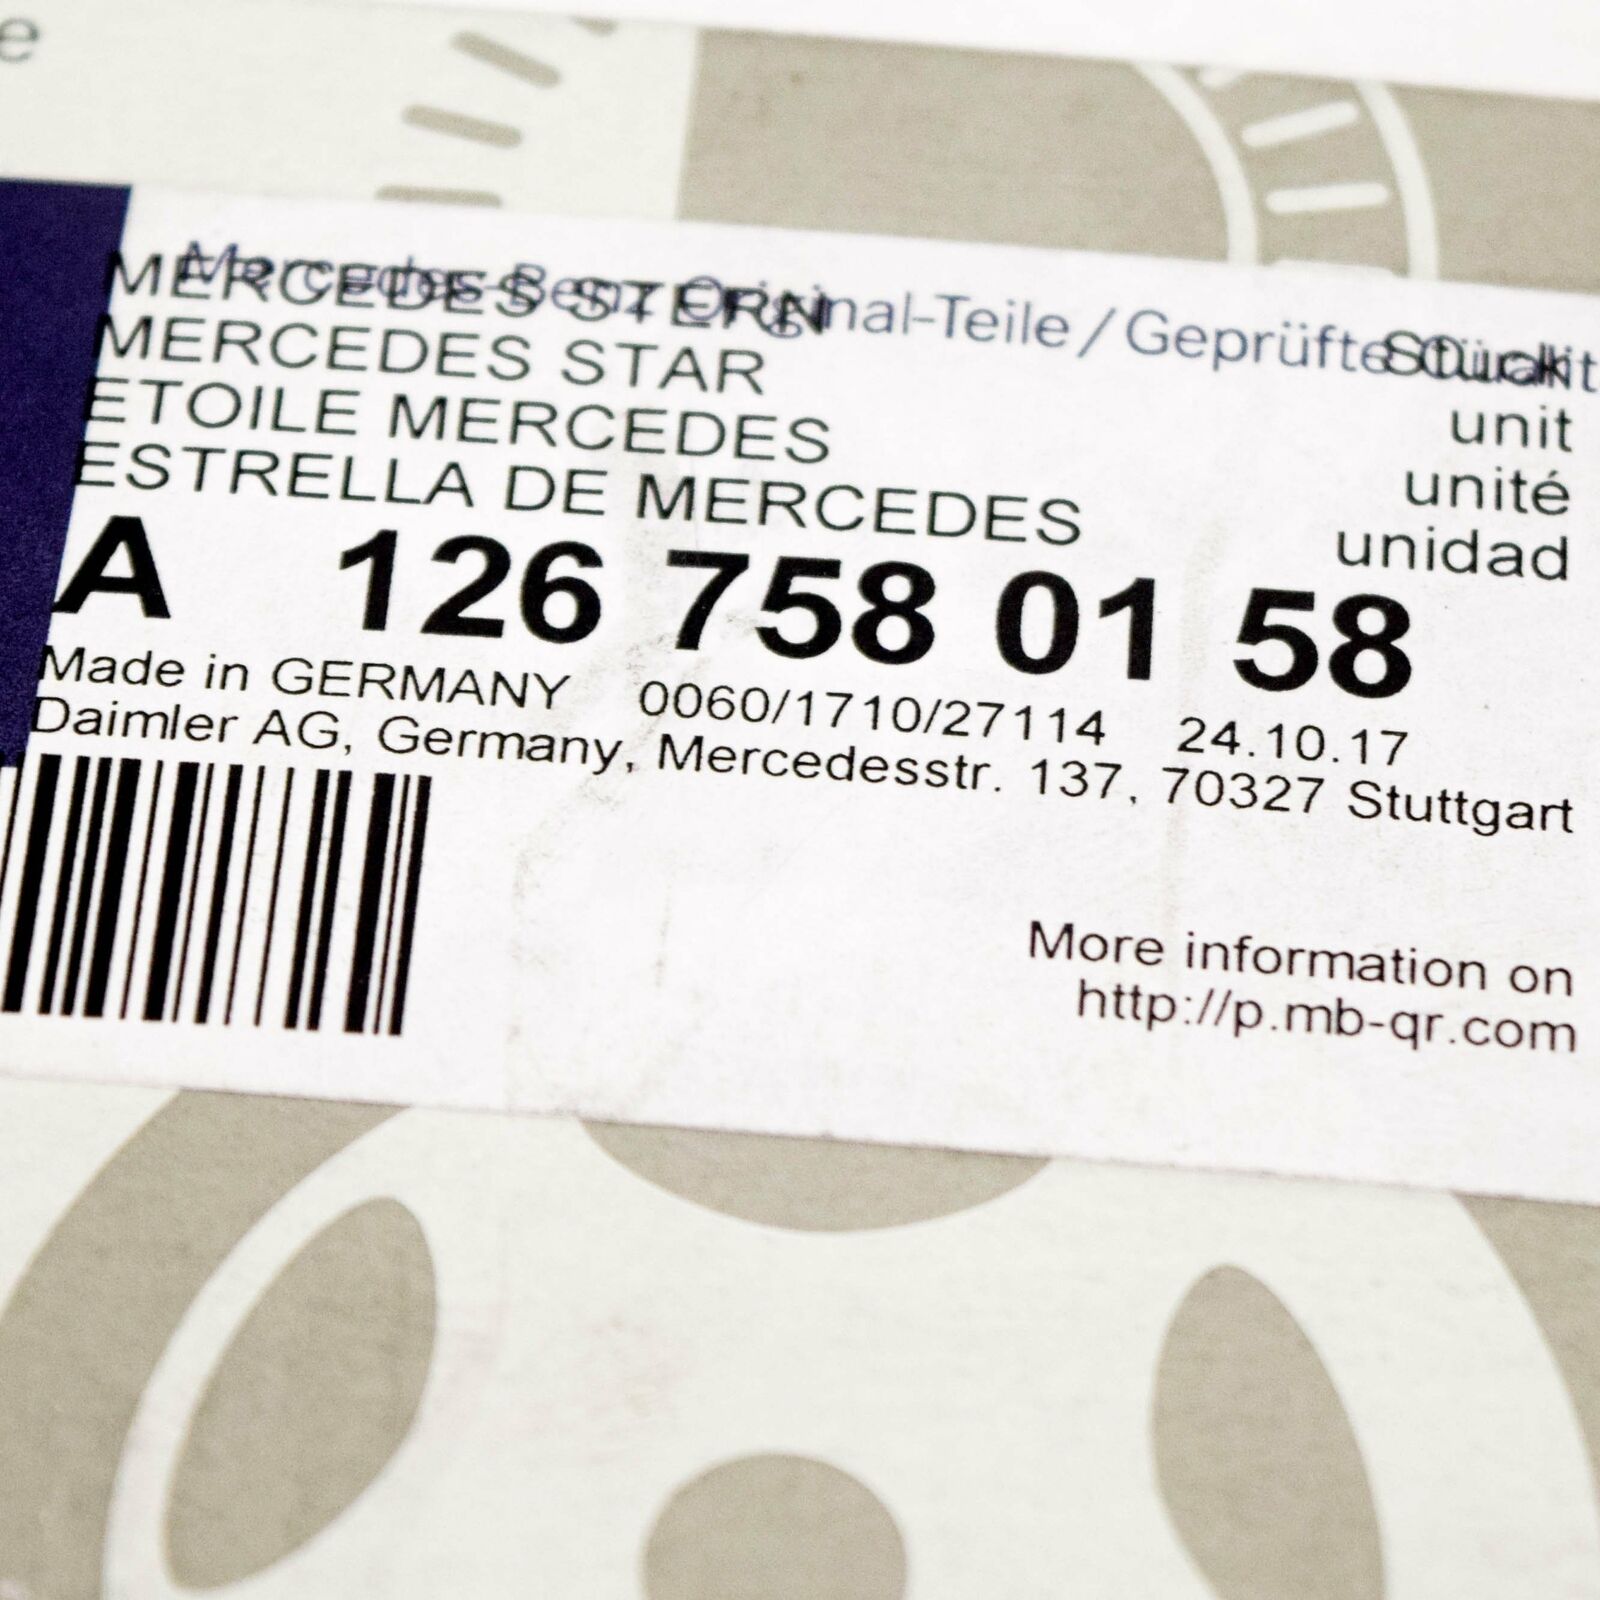 Mercedes-Benz Original-Teile / Geprüfte
MERCEDES STERN Stück
MERCEDES STAR unit
ETOILE MERCEDES unité
ESTRELLA DE MERCEDES unidad
A 126 758 01 58
Made in GERMANY 0060/1710/27114 24.10.17
Daimler AG, Germany, Mercedesstr. 137, 70327 Stuttgart
More information on
http://p.mb-qr.com